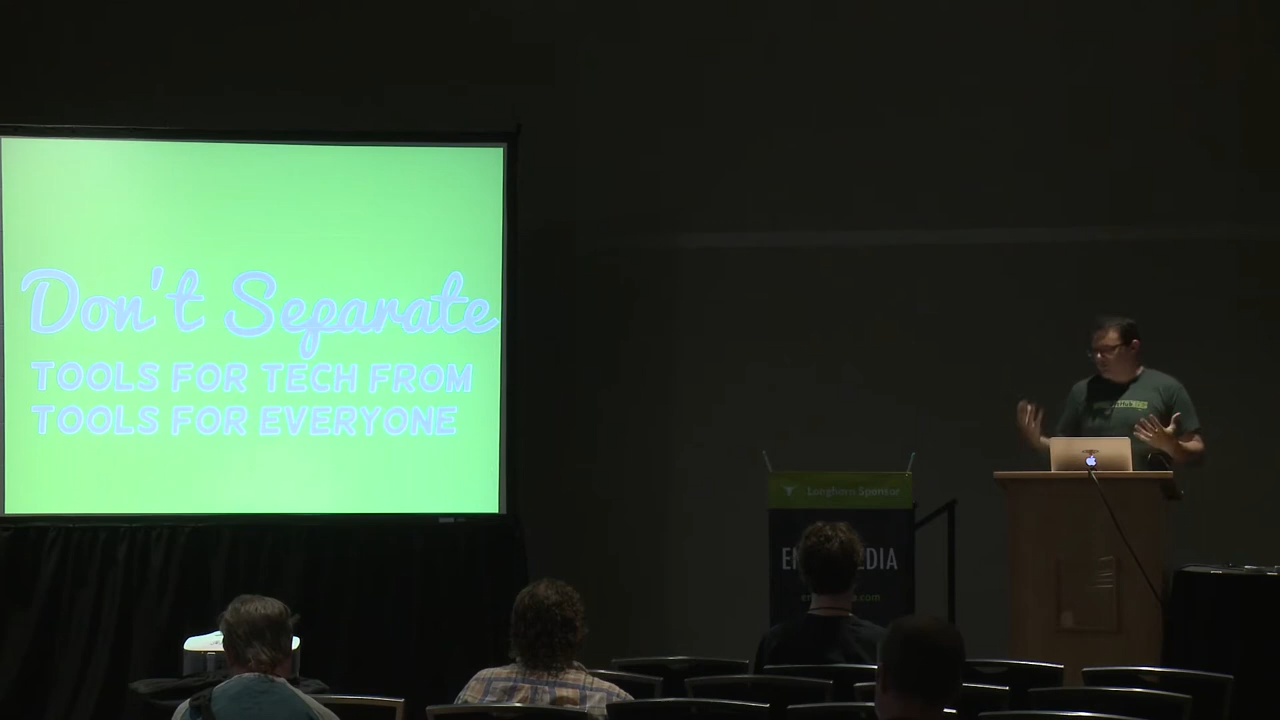 Don't Separate
TOOLS FOR TECH FROM
TOOLS FOR EVERYONE
Longhorn Sponsor